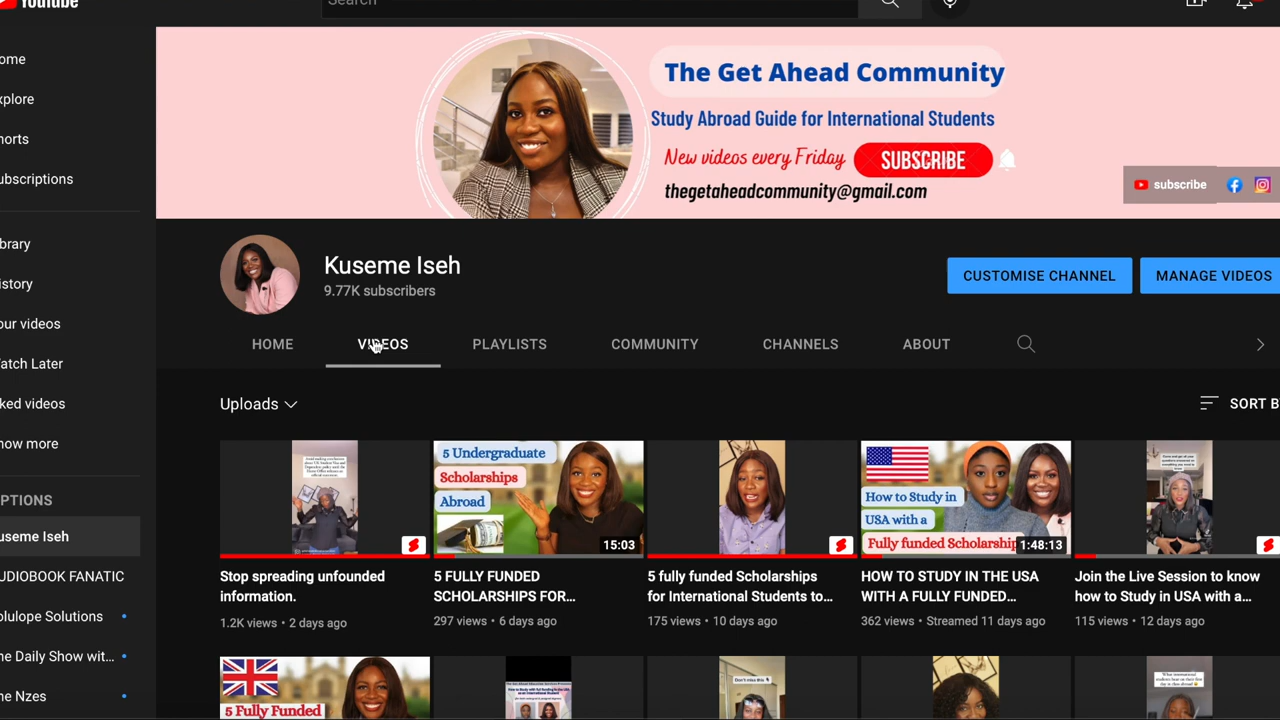 YouTube
Search
ome
xplore
horts
ubscriptions
brary
istory
our videos
atch Later
ked videos
how more
PTIONS
useme Iseh
UDIOBOOK FANATIC
olulope Solutions
he Daily Show wit...
he Nzes
The Get Ahead Community
Study Abroad Guide for International Students
New videos every Friday SUBSCRIBE
thegetaheadcommunity@gmail.com
subscribe
Kuseme Iseh
9.77K subscribers
CUSTOMISE CHANNEL
MANAGE VIDEOS
HOME
VIDEOS
PLAYLISTS
COMMUNITY
CHANNELS
ABOUT
Uploads
SORT B
Stop spreading unfounded
information.
1.2K views • 2 days ago
5 Undergraduate
Scholarships
Abroad
15:03
5 FULLY FUNDED
SCHOLARSHIPS FOR...
297 views • 6 days ago
5 fully funded Scholarships
for International Students to...
175 views • 10 days ago
How to Study in
USA with a
Fully funded Scholarship
1:48:13
HOW TO STUDY IN THE USA
WITH A FULLY FUNDED...
362 views • Streamed 11 days ago
Join the Live Session to know
how to Study in USA with a...
115 views • 12 days ago
5 Fully Funded
Don't miss this